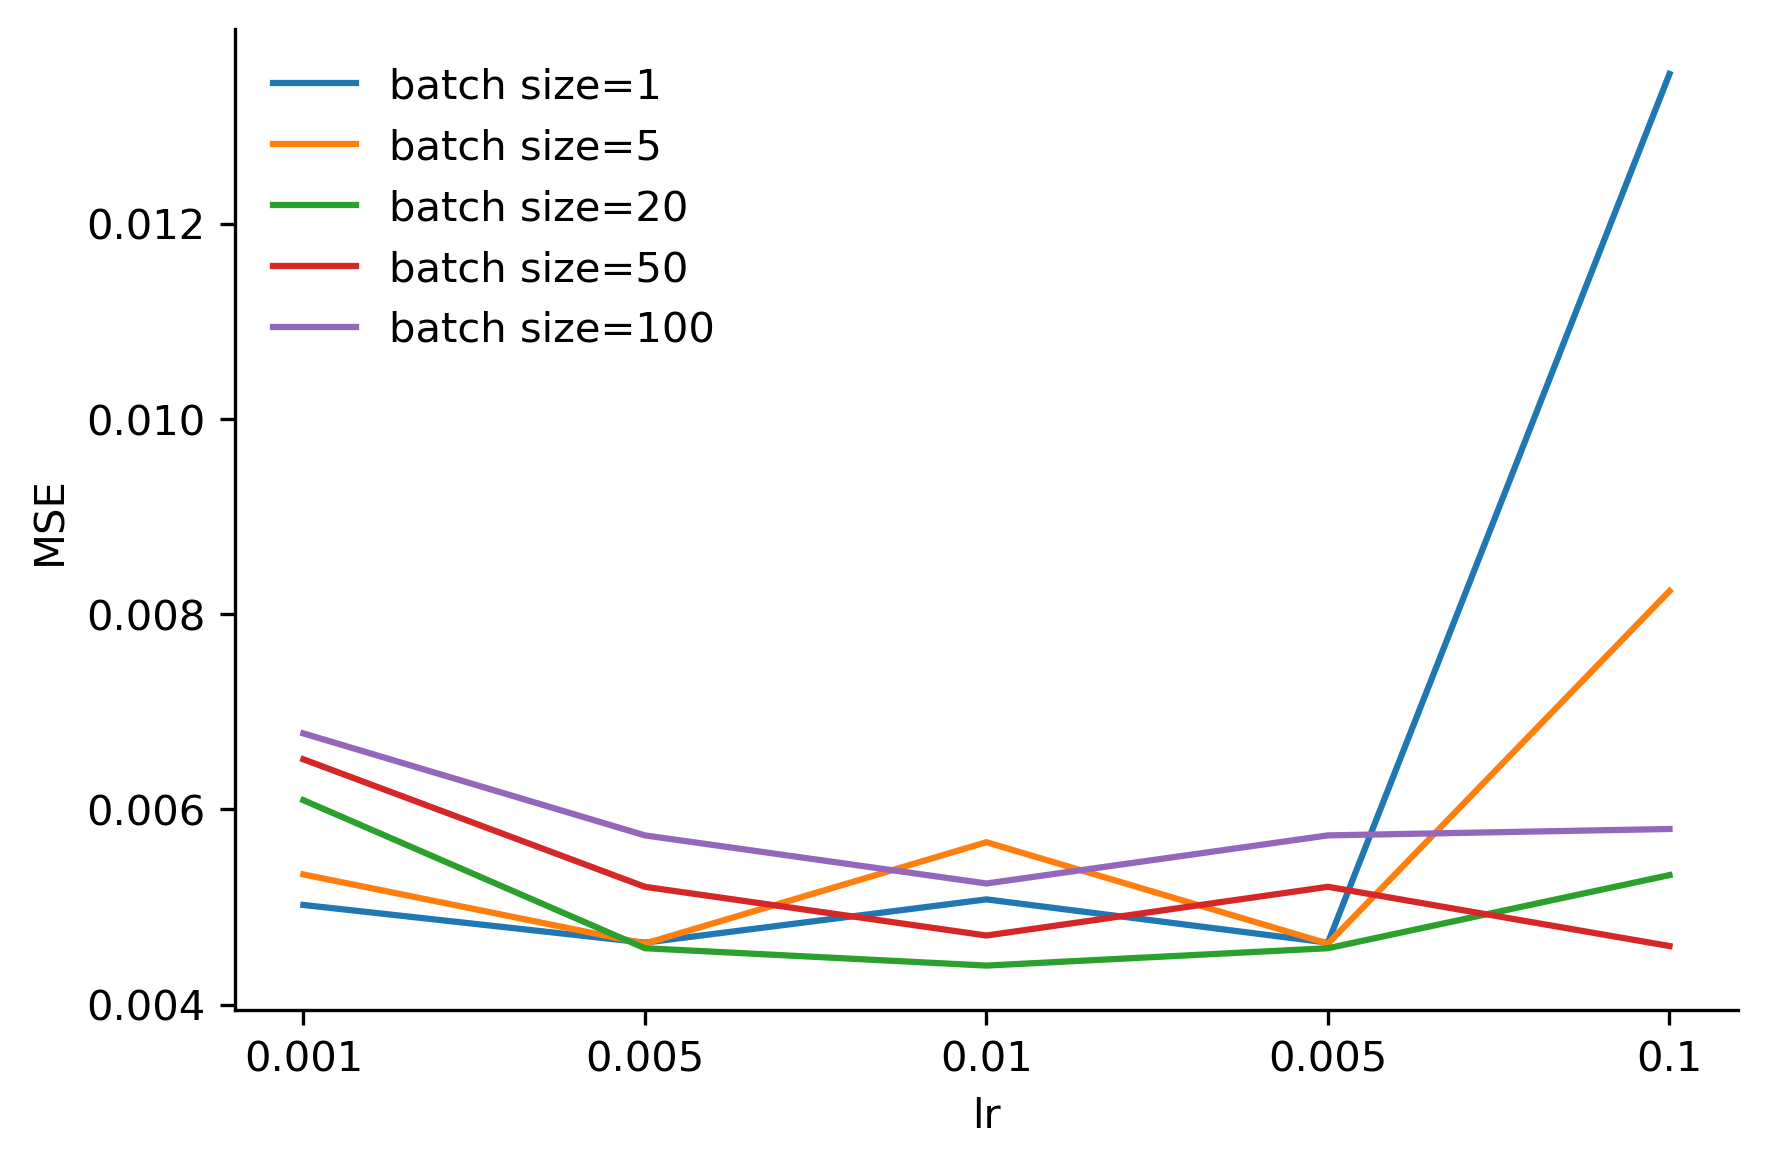 batch size=1
batch size=5
batch size=20
batch size=50
batch size=100
0.012
0.010
0.008
0.006
0.004
MSE
0.001 0.005 0.01 0.005 0.1
lr